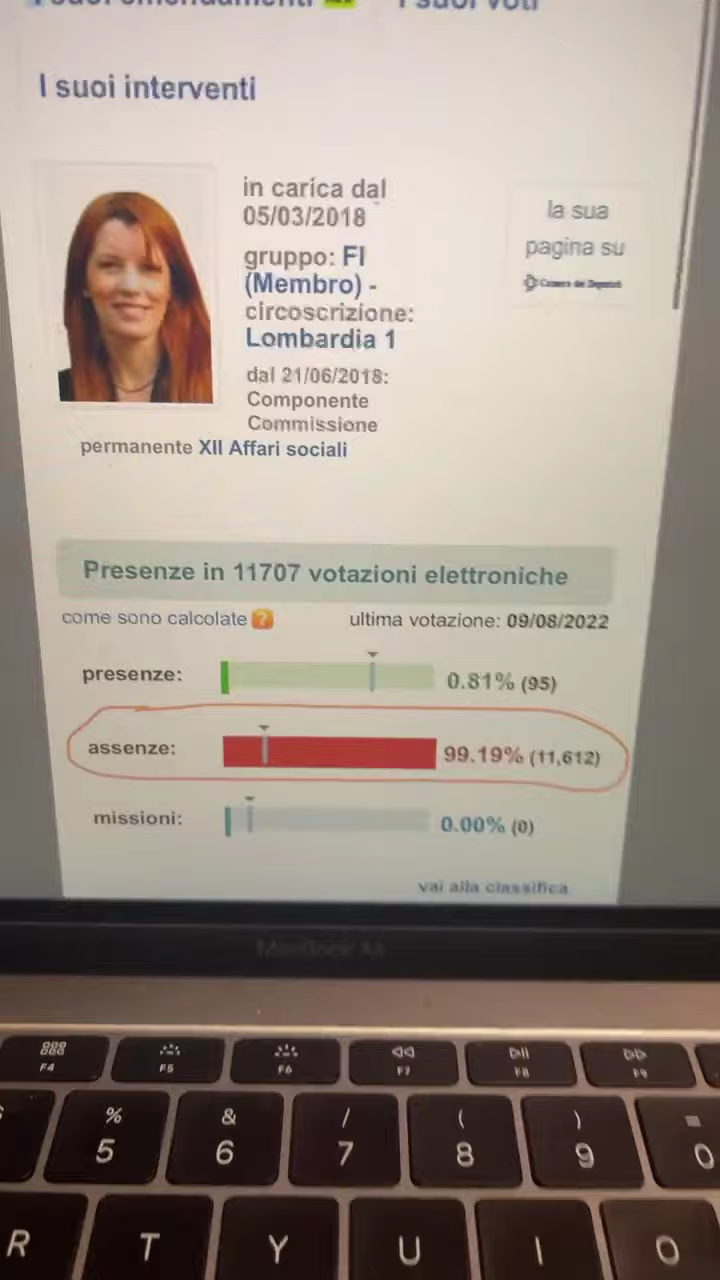 I suoi interventi
in carica dal
05/03/2018
gruppo: FI
(Membro) -
circoscrizione:
Lombardia 1
dal 21/06/2018:
Componente
Commissione
permanente XII Affari sociali
la sua
pagina su
Camera dei Deputati
Presenze in 11707 votazioni elettroniche
come sono calcolate ?
ultima votazione: 09/08/2022
presenze:
0.81% (95)
assenze:
99.19% (11,612)
missioni:
0.00% (0)
vai alla classifica
F4
F5
F6
F7
F8
F9
% & / ( ) =
5 6 7 8 9 0
R T Y U I O